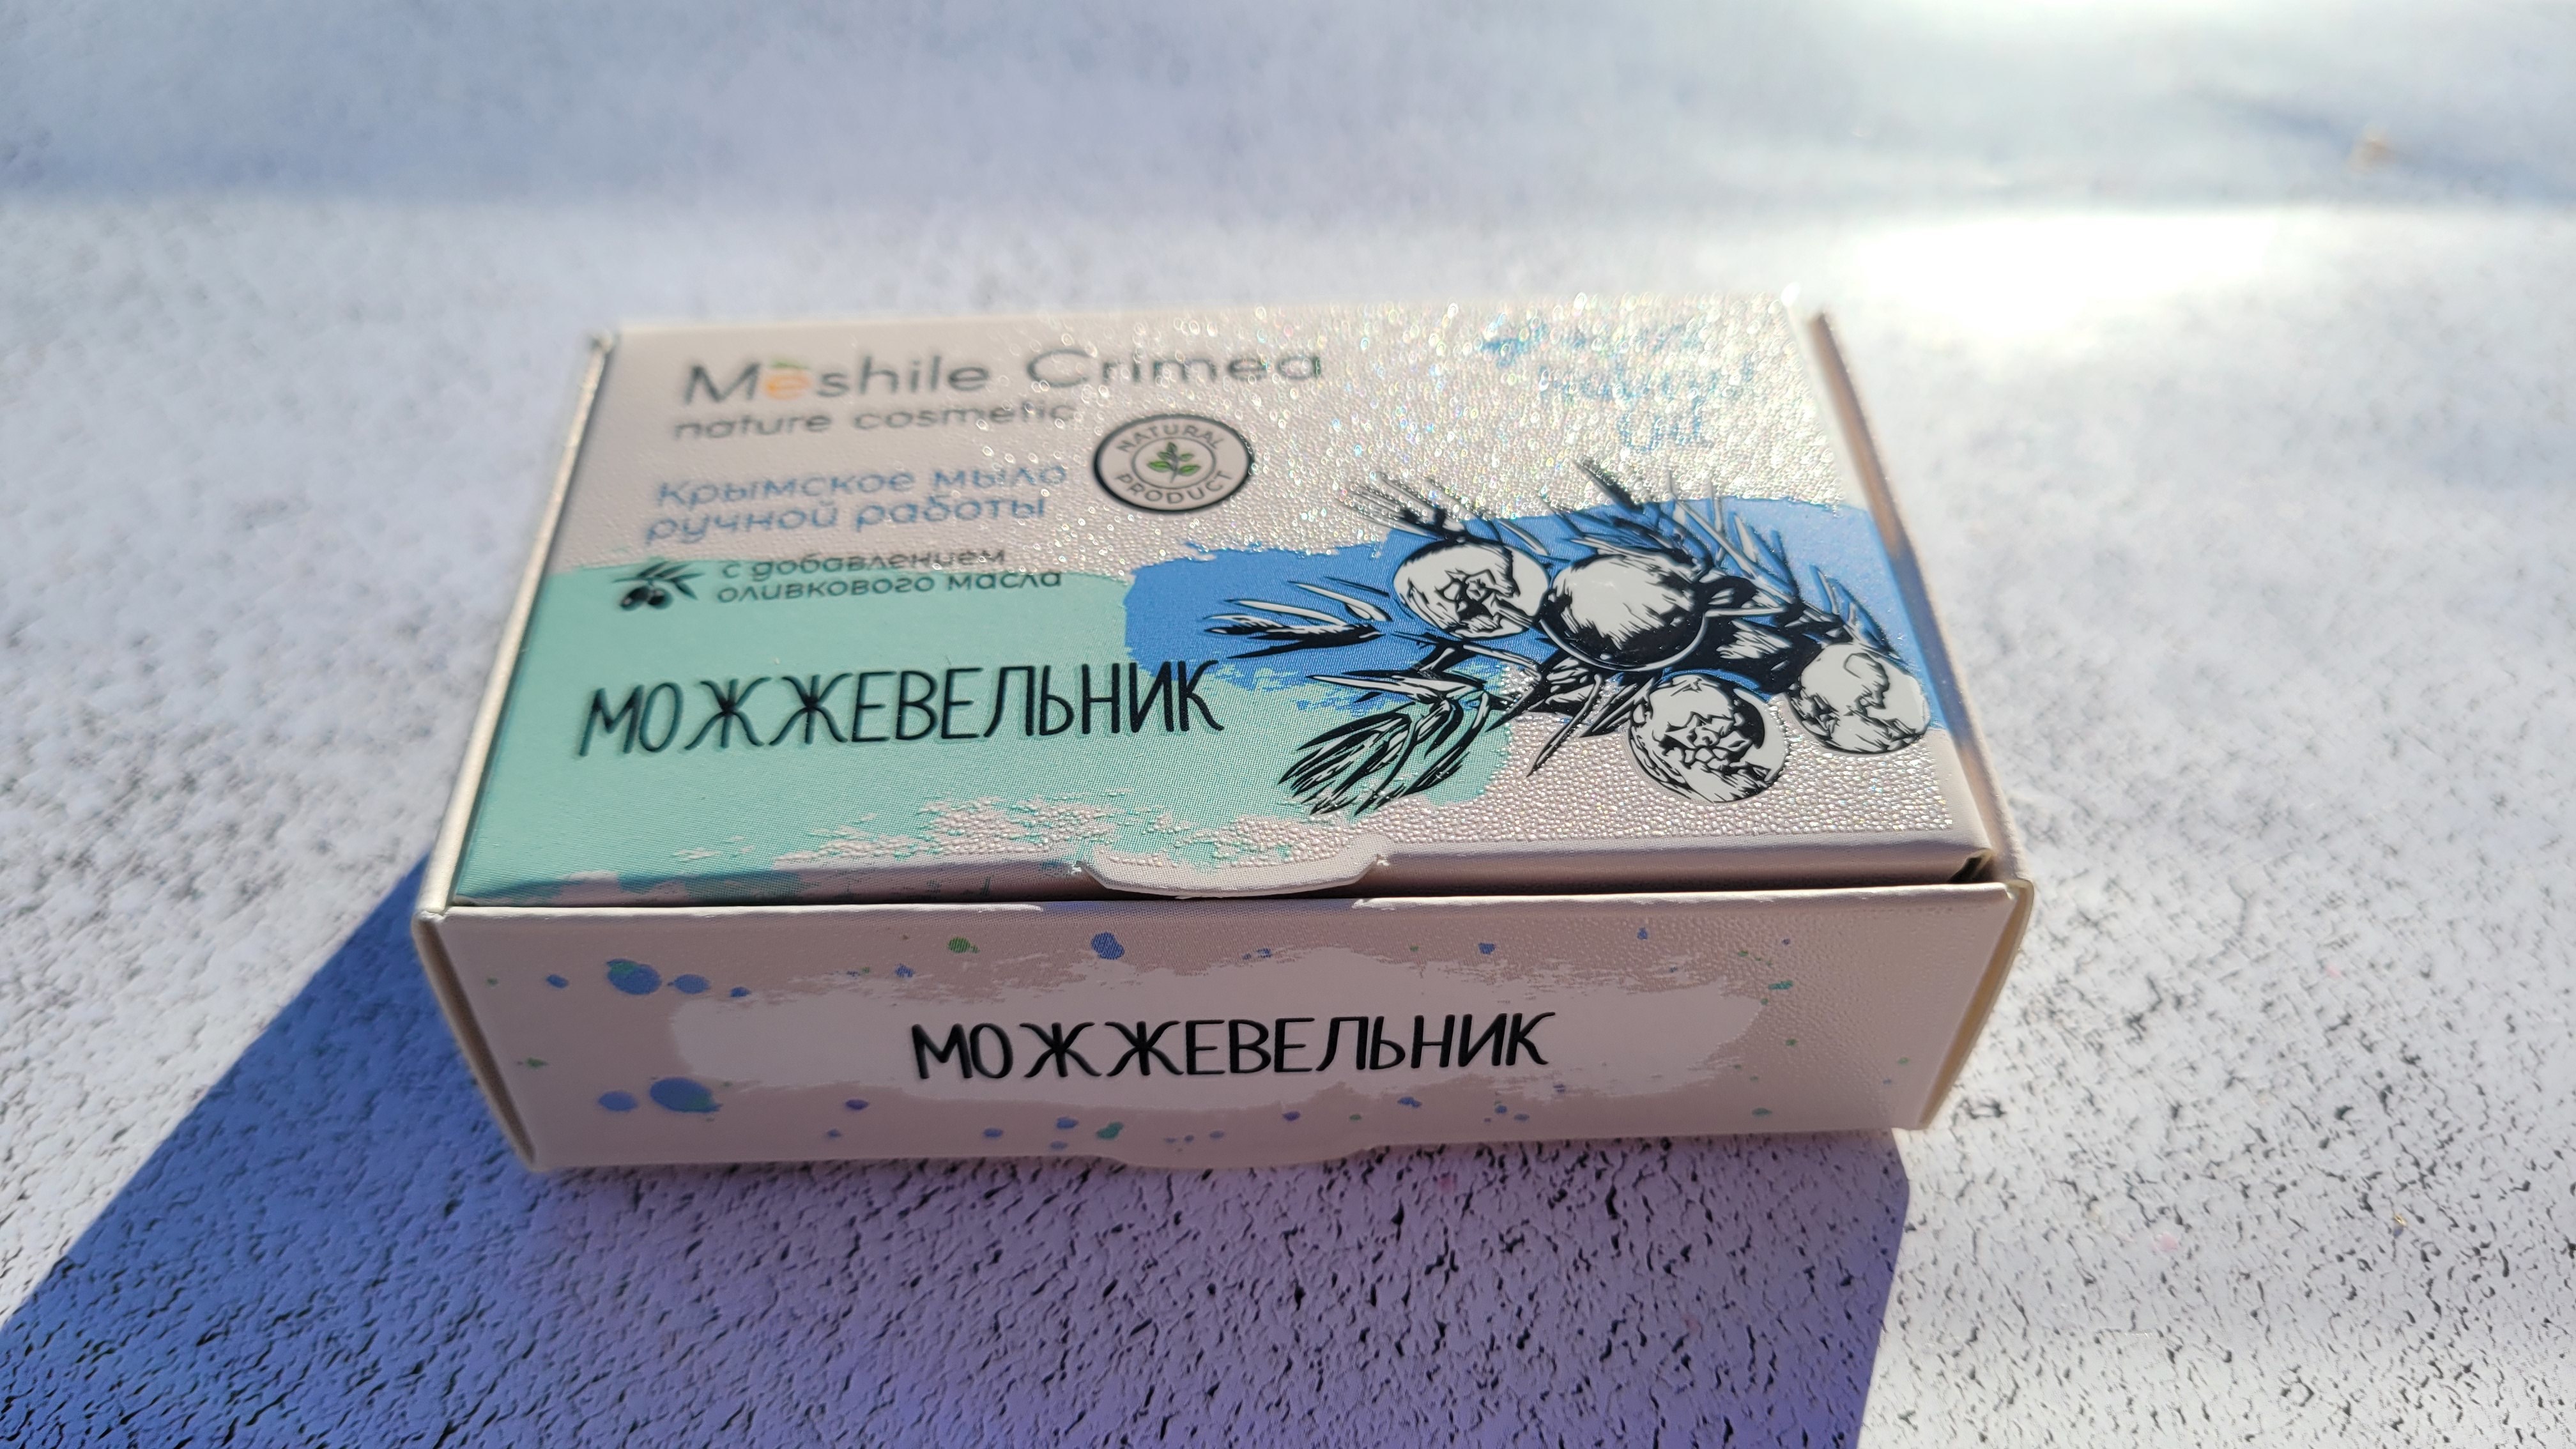 Meshile Crimea
nature cosmetic
NATURAL
PRODUCT
Крымское мыло
ручной работы
с добавлением
оливкового масла
МОЖЖЕВЕЛЬНИК
МОЖЖЕВЕЛЬНИК